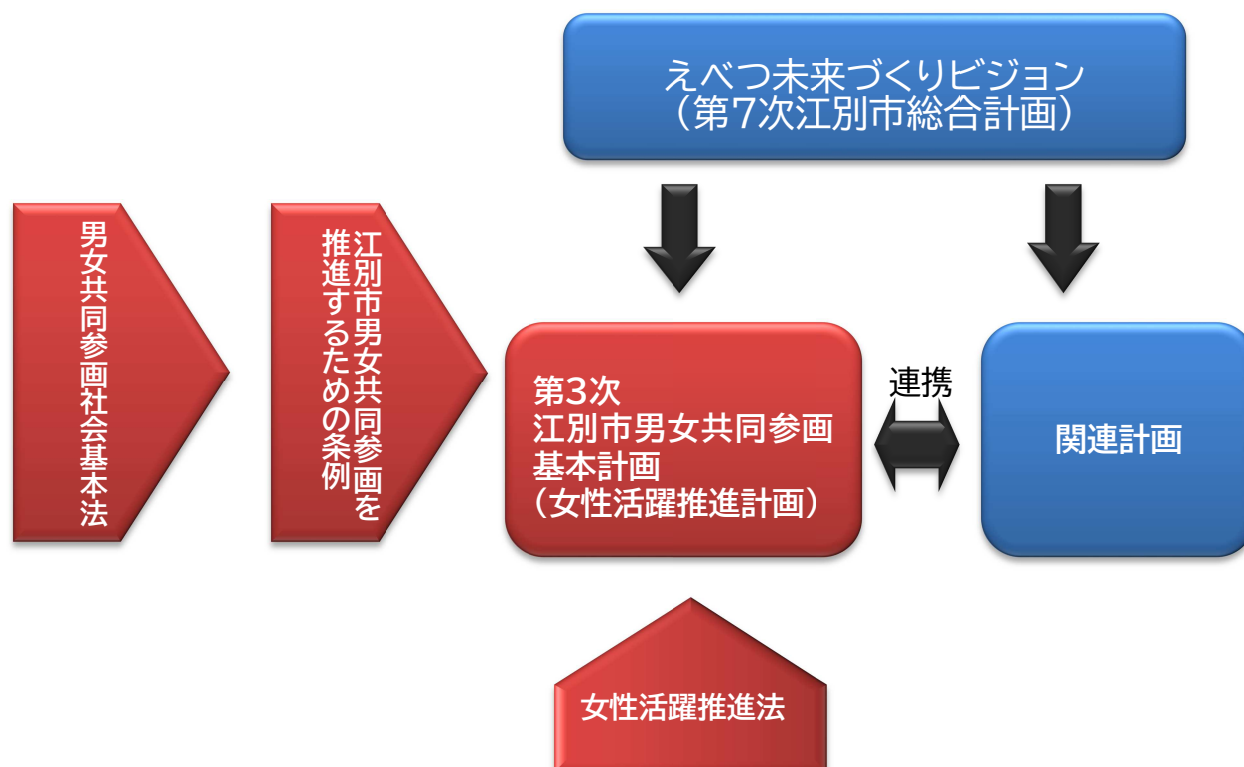 えべつ未来づくりビジョン
（第7次江別市総合計画）
男女共同参画社会基本法
江別市男女共同参画を
推進するための条例
第3次
江別市男女共同参画
基本計画
（女性活躍推進計画）
連携
関連計画
女性活躍推進法